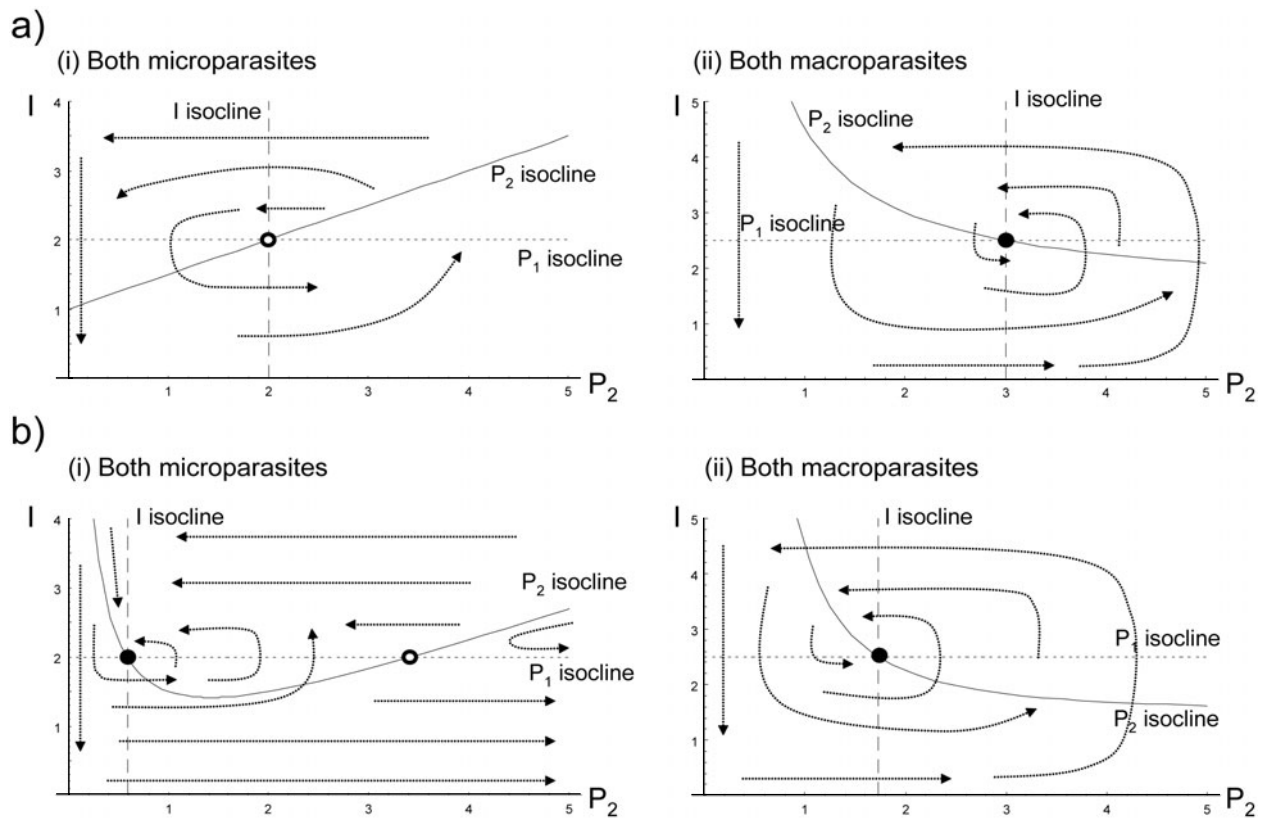 a)
(i) Both microparasites
(ii) Both macroparasites
I
4
3
2
1
I isocline
P2 isocline
P1 isocline
1
2
3
4
5
P2
I
5
4
3
2
1
I isocline
P2 isocline
P1 isocline
1
2
3
4
5
P2
b)
(i) Both microparasites
(ii) Both macroparasites
I
4
3
2
1
I isocline
P2 isocline
P1 isocline
1
2
3
4
5
P2
I
5
4
3
2
1
I isocline
P1 isocline
P2 isocline
1
2
3
4
5
P2